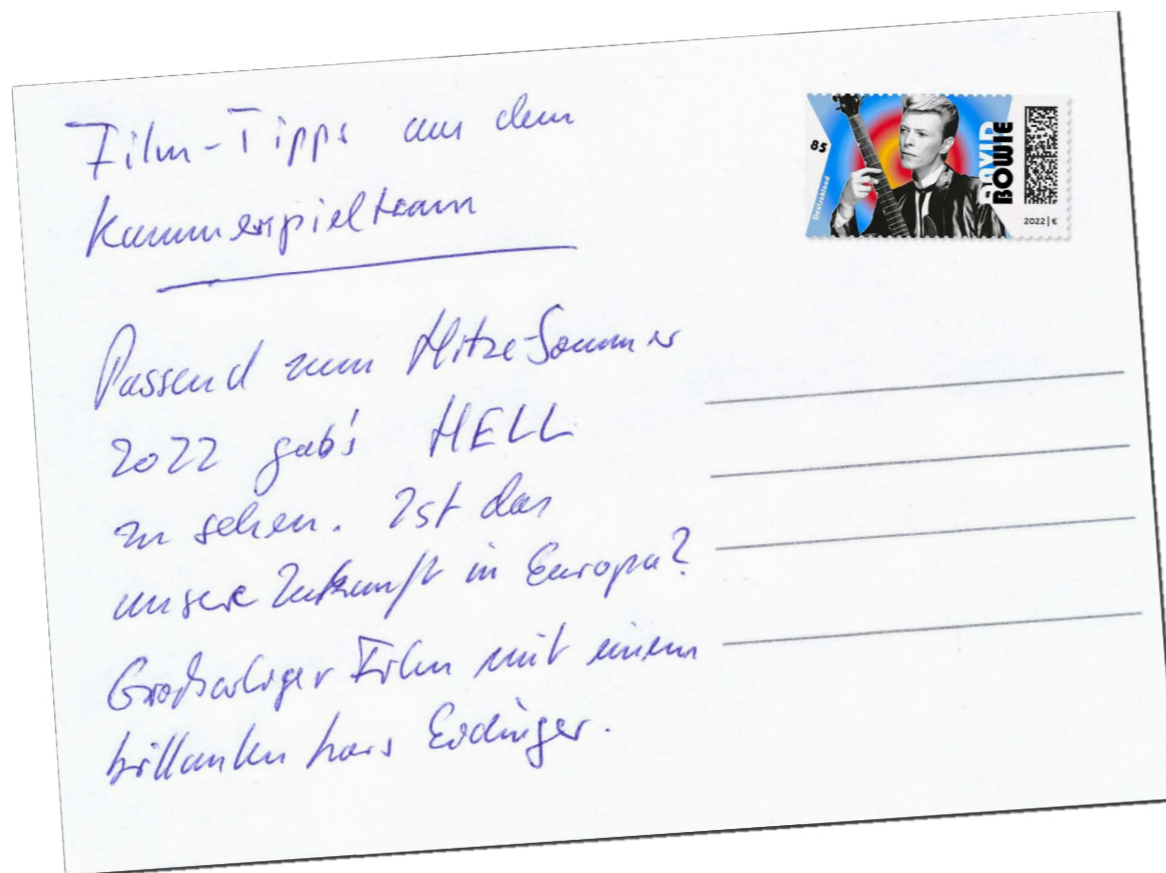 Film-Tipps aus dem
Kammerspielteam
Passend zum Hitze-Sommer
2022 gab's HELL
zu sehen. Ist das
unsere Zukunft in Europa?
Großartiger Film mit einem
brillanten Lars Eidinger.
85
Deutschland
DAVID
BOWIE
2022 | €